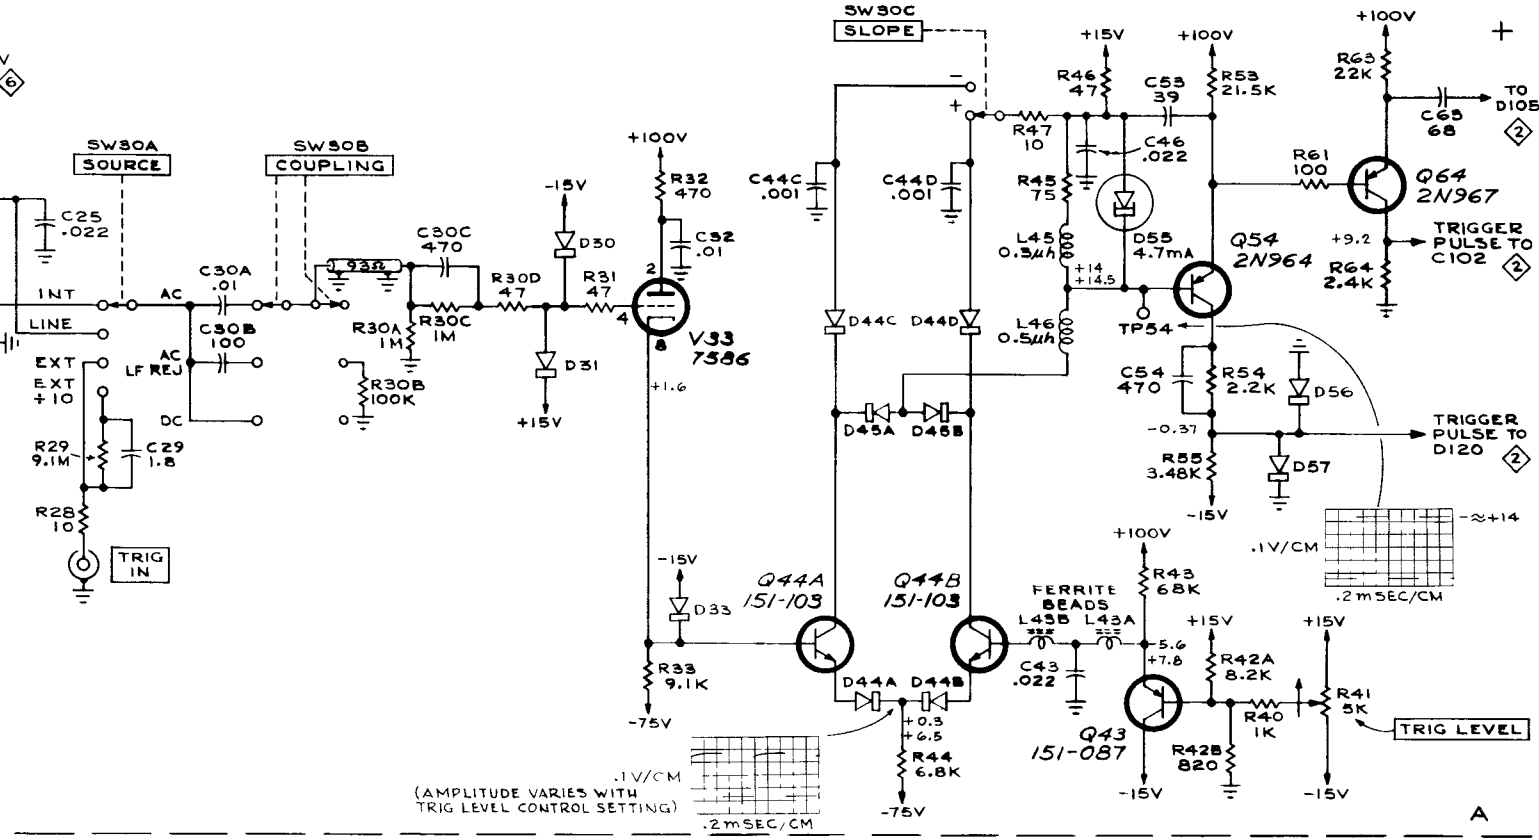 V
6
SW30A
SOURCE
SW30B
COUPLING
SW30C
SLOPE
C25
.022
INT
LINE
EXT
EXT
÷10
R29
9.1M
C29
1.8
R28
10
TRIG
IN
AC
C30A
.01
C30B
100
AC
LF REJ
DC
93Ω
R30A
1M
R30B
100K
C30C
470
R30C
1M
R30D
47
-15V
D30
R31
47
D31
+15V
+100V
R32
470
C32
.01
2
4
8
V33
7586
+1.6
-15V
D33
R33
9.1K
-75V
-
+
C44C
.001
C44D
.001
D44C
D44D
D45A
D45B
Q44A
151-103
Q44B
151-103
D44A
D44B
+0.3
+6.5
R44
6.8K
-75V
.1V/CM
(AMPLITUDE VARIES WITH
TRIG LEVEL CONTROL SETTING)
.2mSEC/CM
R47
10
R45
75
L45
0.3μh
L46
0.5μh
+15V
R46
47
C46
.022
C53
39
D55
4.7mA
+14
+14.5
TP54
+100V
R53
21.5K
Q54
2N964
C54
470
R54
2.2K
-0.37
R55
3.48K
-15V
D56
D57
R61
100
+100V
R63
22K
C63
68
TO
D105
2
Q64
2N967
+9.2
R64
2.4K
TRIGGER
PULSE TO
C102
2
TRIGGER
PULSE TO
D120
2
-≈+14
.1V/CM
.2mSEC/CM
FERRITE
BEADS
L43B
L43A
C43
.022
+100V
R43
68K
-5.6
+7.8
Q43
151-087
-15V
+15V
R42A
8.2K
R42B
820
R40
1K
+15V
R41
5K
-15V
TRIG LEVEL
+
A